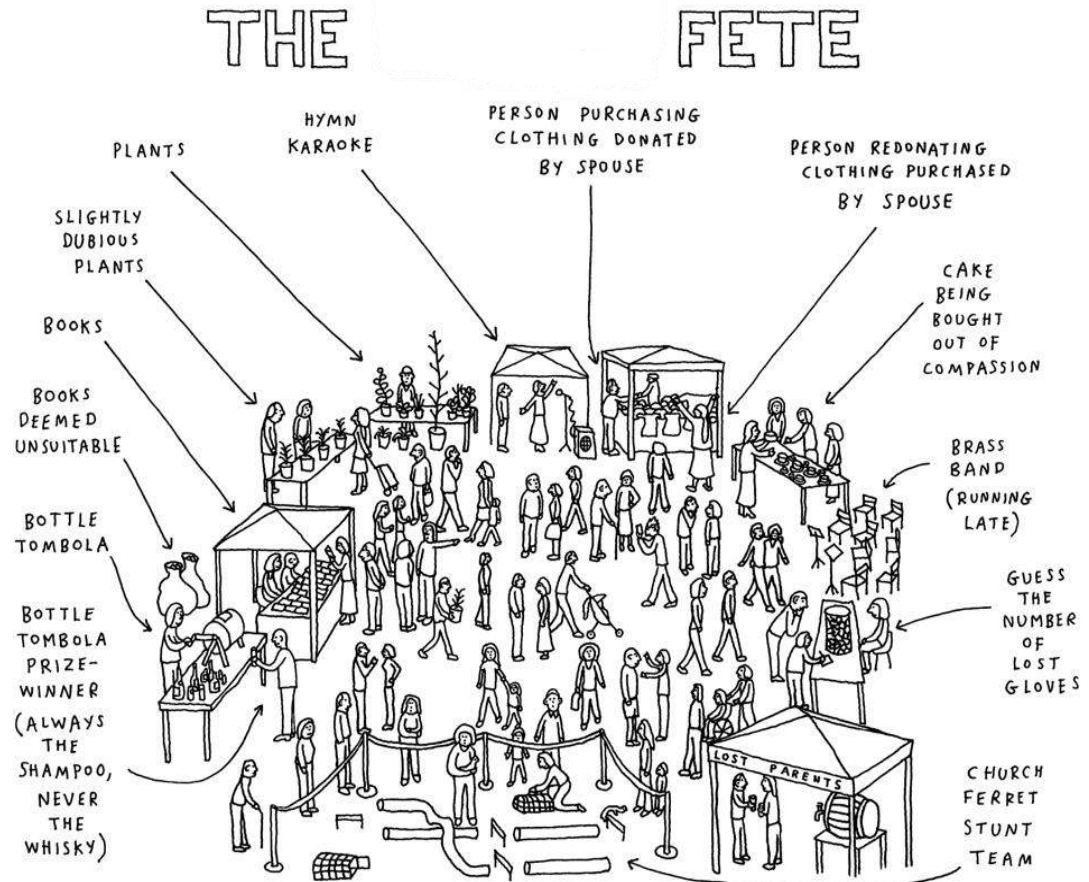 THE FETE
PLANTS
HYMN
KARAOKE
PERSON PURCHASING
CLOTHING DONATED
BY SPOUSE
PERSON REDONATING
CLOTHING PURCHASED
BY SPOUSE
SLIGHTLY
DUBIOUS
PLANTS
CAKE
BEING
BOUGHT
OUT OF
COMPASSION
BOOKS
BOOKS
DEEMED
UNSUITABLE
BRASS
BAND
(RUNNING
LATE)
BOTTLE
TOMBOLA
GUESS
THE
NUMBER
OF
LOST
GLOVES
BOTTLE
TOMBOLA
PRIZE-
WINNER
(ALWAYS
THE
SHAMPOO,
NEVER
THE
WHISKY)
LOST PARENTS
CHURCH
FERRET
STUNT
TEAM